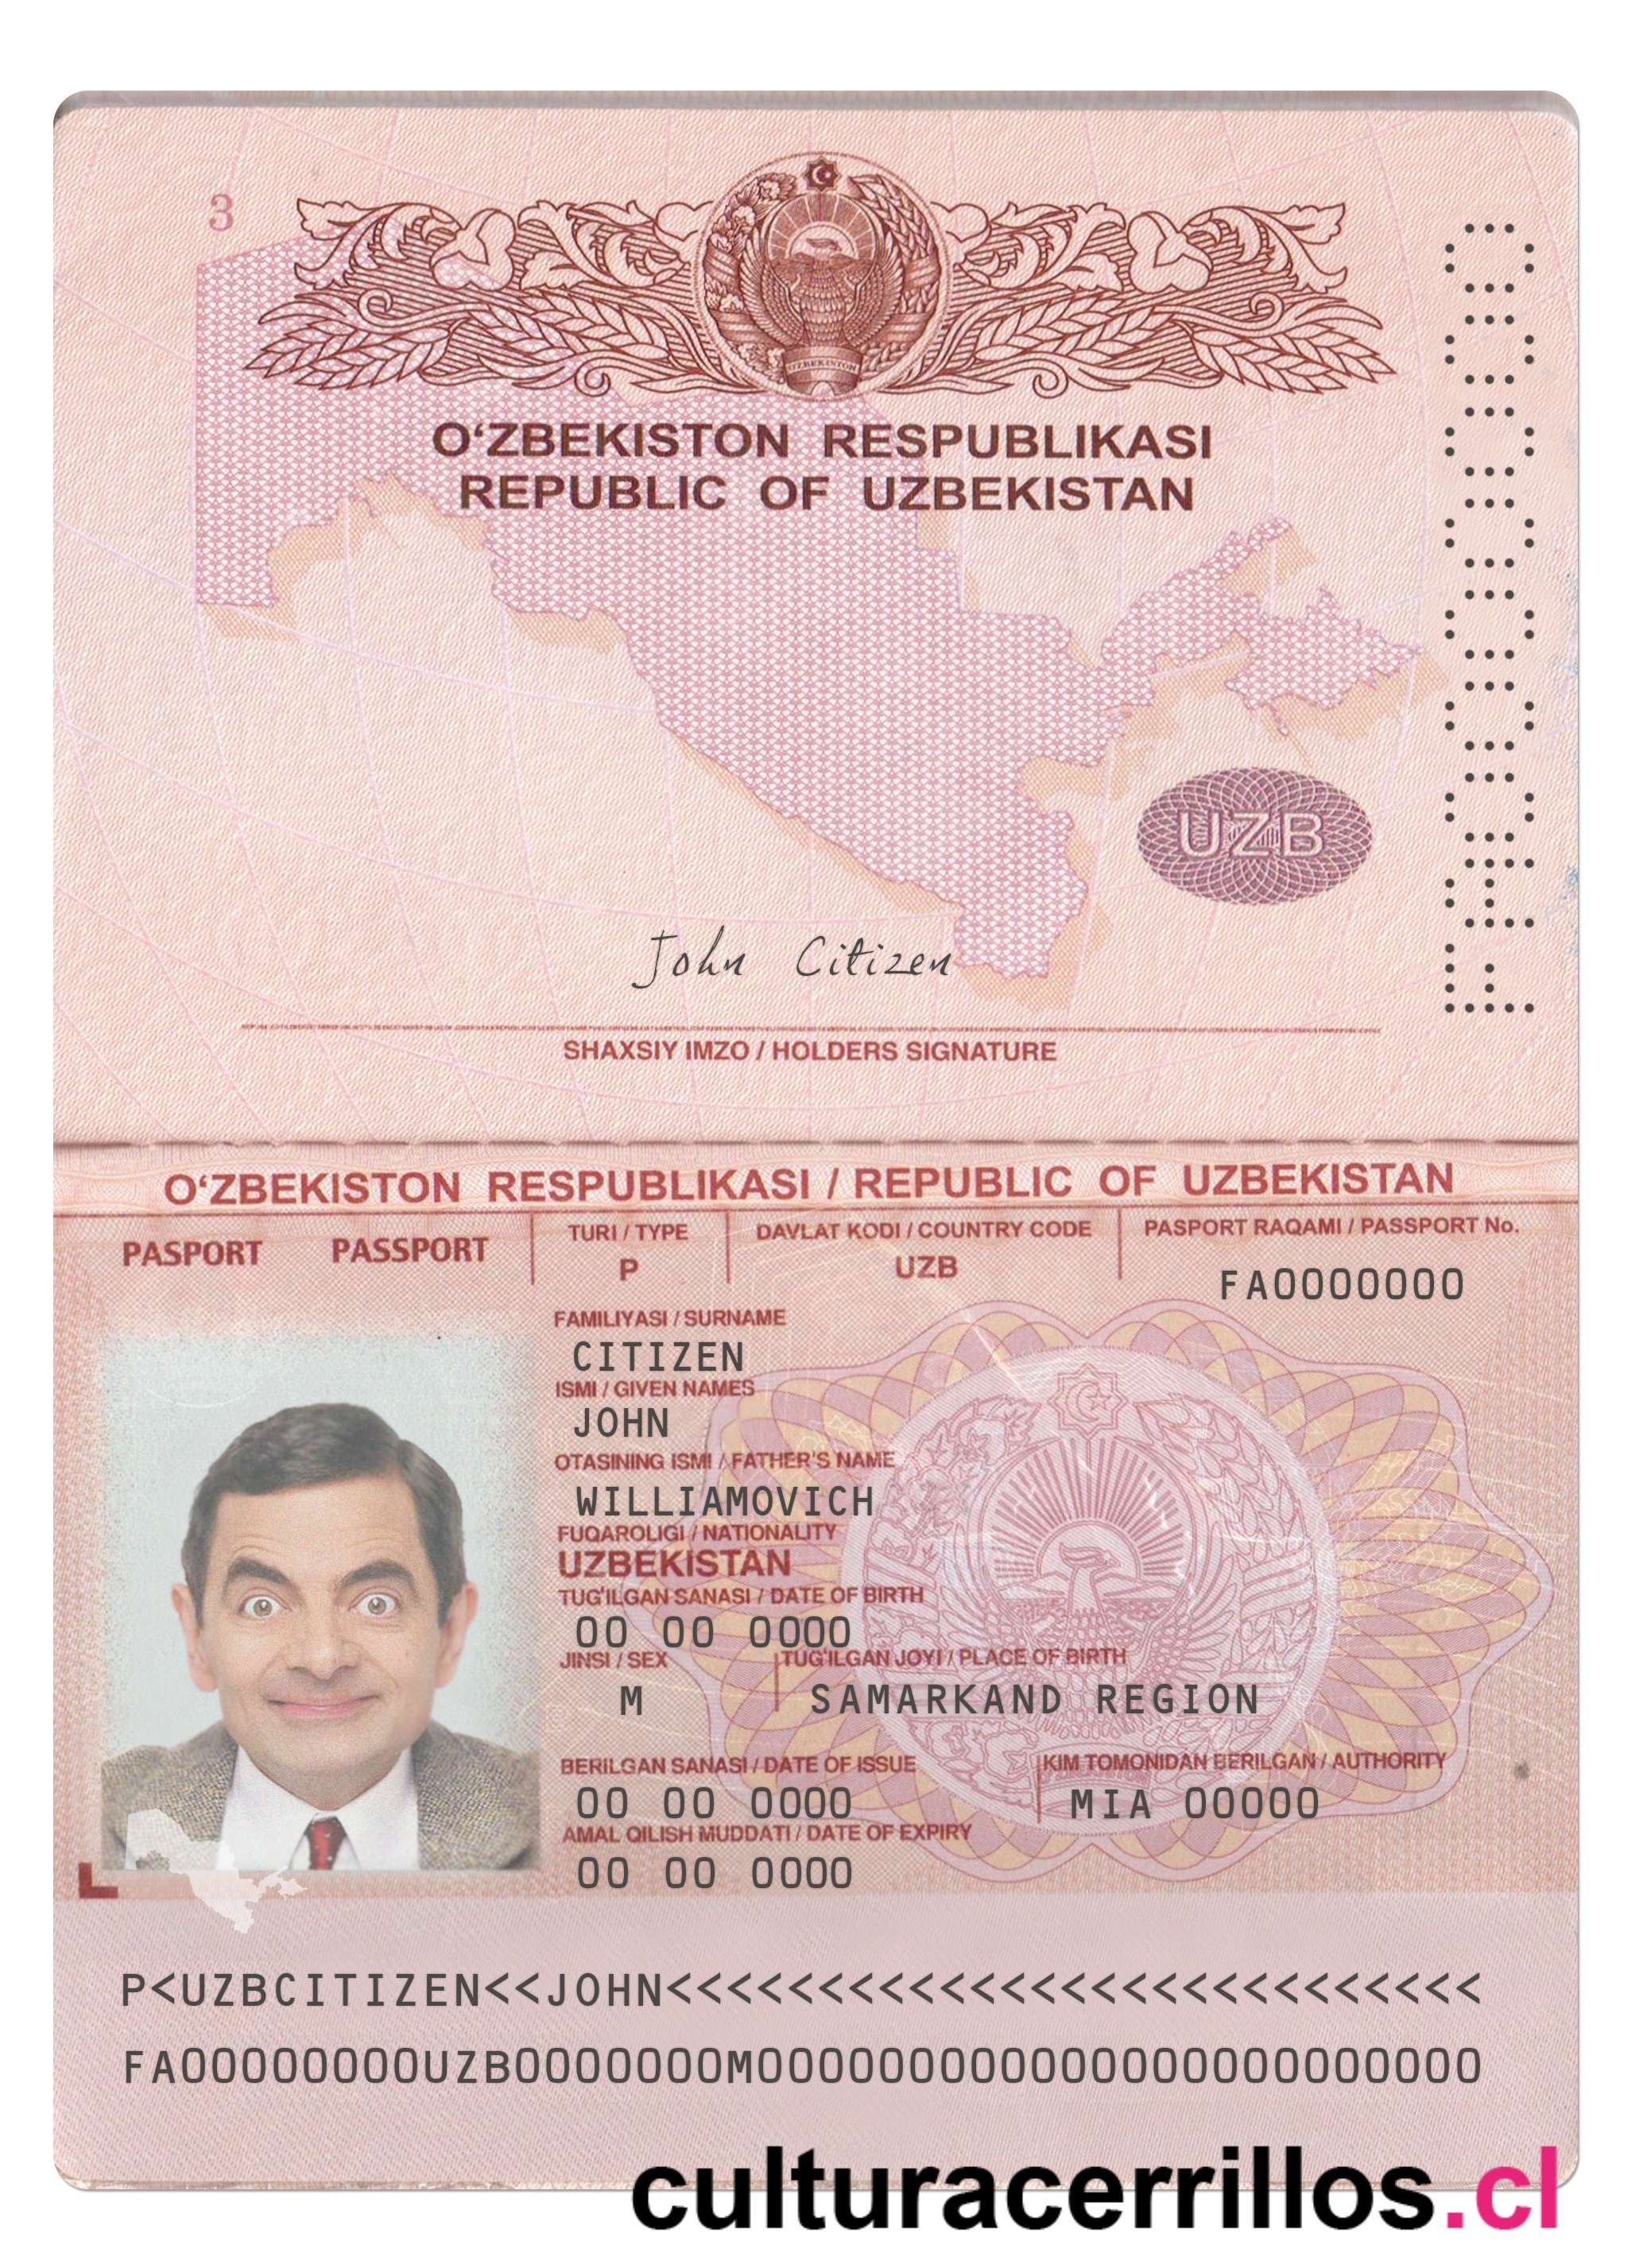 3
UZBEKISTON
O‘ZBEKISTON RESPUBLIKASI
REPUBLIC OF UZBEKISTAN
FA0000000
UZB
John Citizen
SHAXSIY IMZO / HOLDERS SIGNATURE
O‘ZBEKISTON RESPUBLIKASI / REPUBLIC OF UZBEKISTAN
PASPORT PASSPORT
TURI / TYPE
P
DAVLAT KODI / COUNTRY CODE
UZB
PASPORT RAQAMI / PASSPORT No.
FA0000000
FAMILIYASI / SURNAME
CITIZEN
ISMI / GIVEN NAMES
JOHN
OTASINING ISMI / FATHER'S NAME
WILLIAMOVICH
FUQAROLIGI / NATIONALITY
UZBEKISTAN
TUG'ILGAN SANASI / DATE OF BIRTH
00 00 0000
JINSI / SEX
M
TUG'ILGAN JOYI / PLACE OF BIRTH
SAMARKAND REGION
BERILGAN SANASI / DATE OF ISSUE
00 00 0000
KIM TOMONIDAN BERILGAN / AUTHORITY
MIA 00000
AMAL QILISH MUDDATI / DATE OF EXPIRY
00 00 0000
P<UZBCITIZEN<<JOHN<<<<<<<<<<<<<<<<<<<<<<<<<<<
FA00000000UZB0000000M000000000000000000000000
culturacerrillos.cl